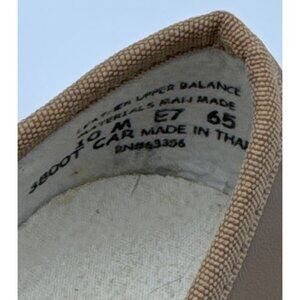 LEATHER UPPER BALANCE
MATERIALS MAN MADE
10 M E7 65
3800T CAR MADE IN THAI
RN#63356